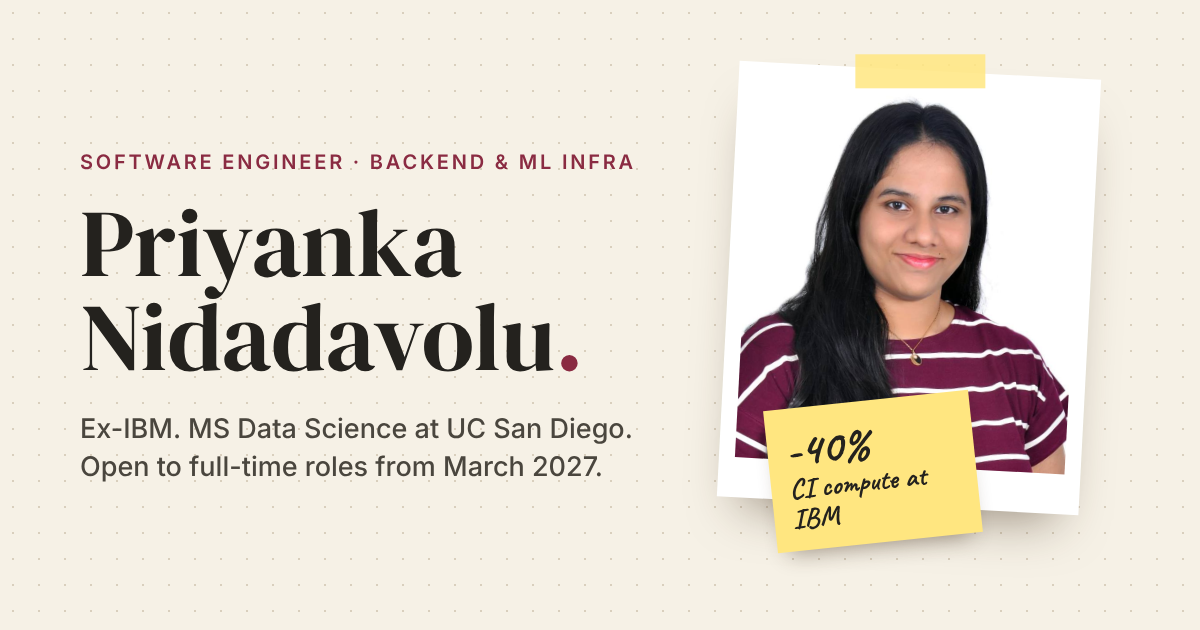 SOFTWARE ENGINEER · BACKEND & ML INFRA
Priyanka
Nidadavolu.
Ex-IBM. MS Data Science at UC San Diego.
Open to full-time roles from March 2027.
-40%
CI compute at
IBM